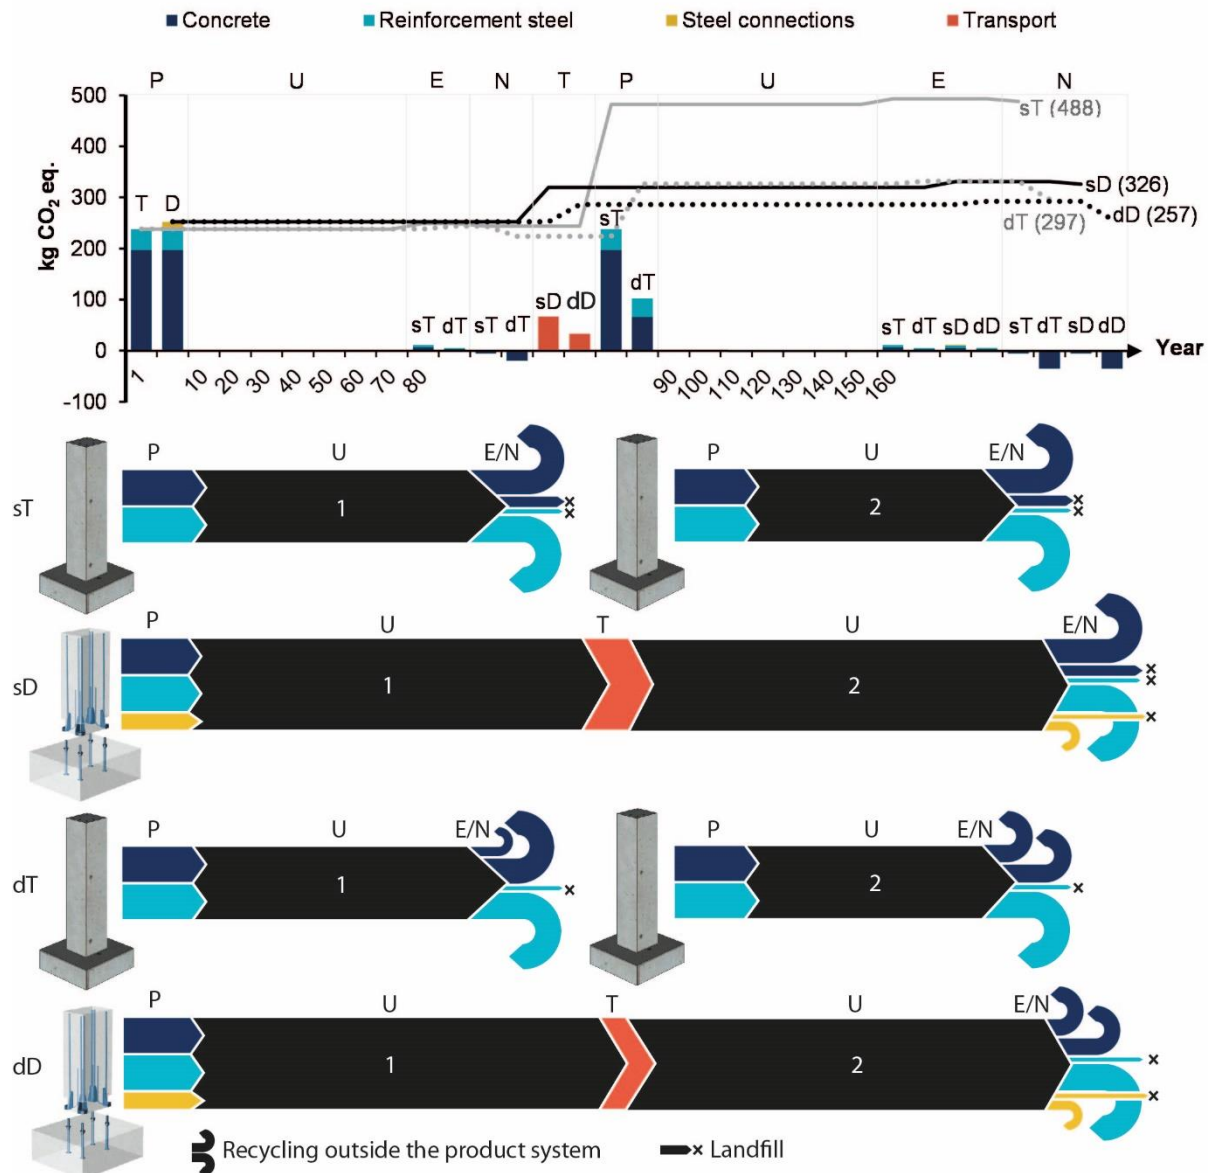 Concrete Reinforcement steel Steel connections Transport
P U E N T P U E N
kg CO₂ eq.
500
400
300
200
100
0
-100
T D
sT dT sT dT
sD dD
sT
dT
sT dT sD dD sT dT sD dD
sT (488)
sD (326)
dD (257)
dT (297)
Year
1 10 20 30 40 50 60 70 80 90 100 110 120 130 140 150 160
P U E/N P U E/N
sT 1 x x 2 x x
P U T U E/N
sD 1 2 x x x
P U E/N P U E/N
dT 1 x 2 x
P U T U E/N
dD 1 2 x x
Recycling outside the product system x Landfill